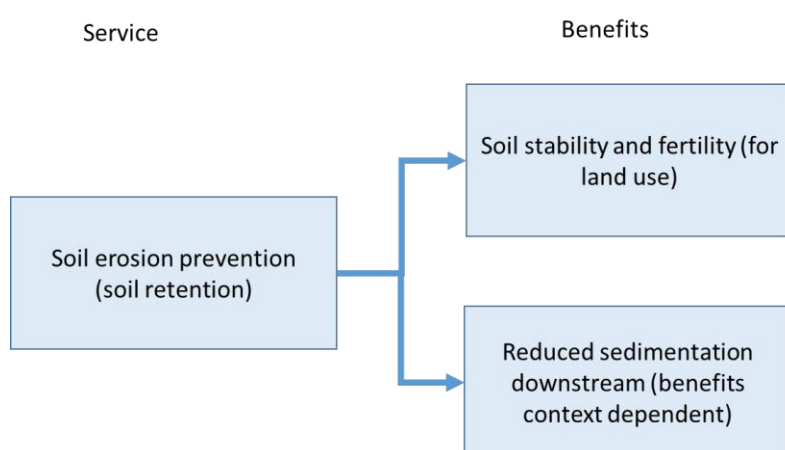 Service
Benefits
Soil erosion prevention
(soil retention)
Soil stability and fertility (for
land use)
Reduced sedimentation
downstream (benefits
context dependent)